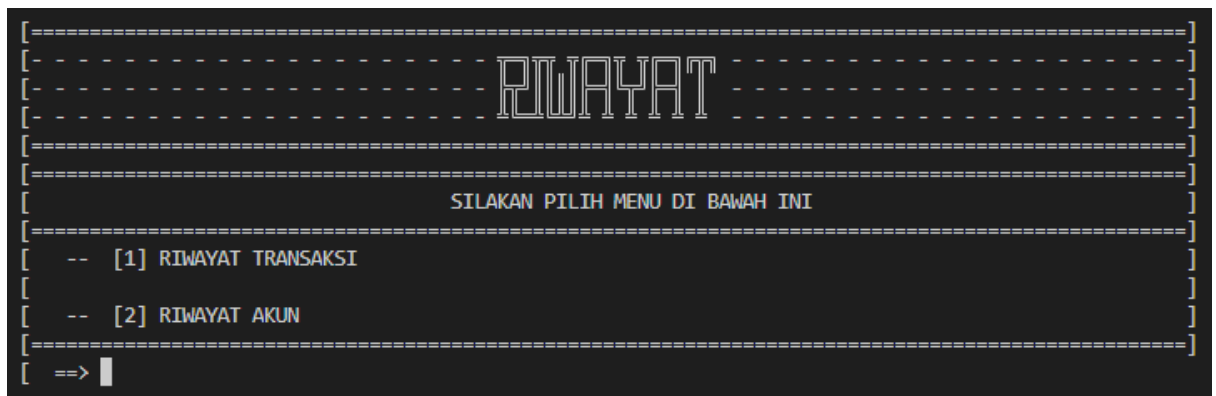 RIWAYAT
SILAKAN PILIH MENU DI BAWAH INI
-- [1] RIWAYAT TRANSAKSI
-- [2] RIWAYAT AKUN
==>